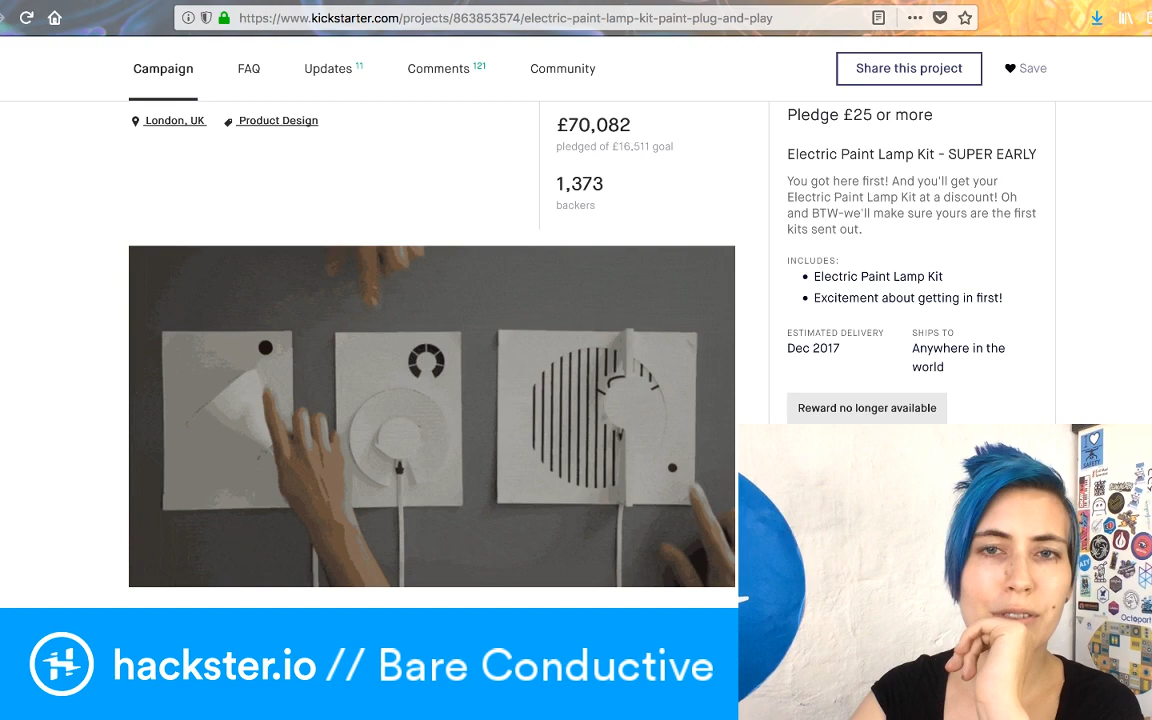 https://www.kickstarter.com/projects/863853574/electric-paint-lamp-kit-paint-plug-and-play
Campaign
FAQ
Updates 11
Comments 121
Community
Share this project
Save
London, UK
Product Design
£70,082
pledged of £16,511 goal
1,373
backers
Pledge £25 or more
Electric Paint Lamp Kit - SUPER EARLY
You got here first! And you'll get your
Electric Paint Lamp Kit at a discount! Oh
and BTW-we'll make sure yours are the first
kits sent out.
INCLUDES:
Electric Paint Lamp Kit
Excitement about getting in first!
ESTIMATED DELIVERY
Dec 2017
SHIPS TO
Anywhere in the
world
Reward no longer available
SAFETY
Octopart
hackster.io // Bare Conductive